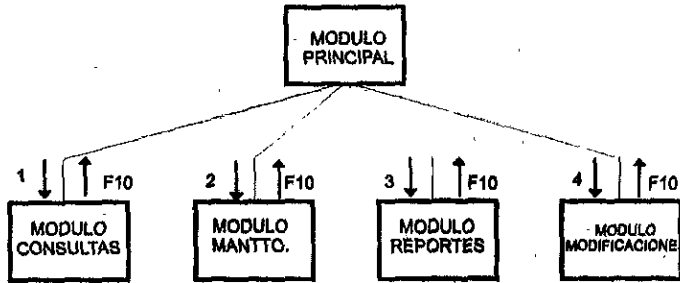 MODULO
PRINCIPAL
1 F10 2 F10 3 F10 4 F10
MODULO
CONSULTAS
MODULO
MANTTO.
MODULO
REPORTES
MODULO
MODIFICACIONE